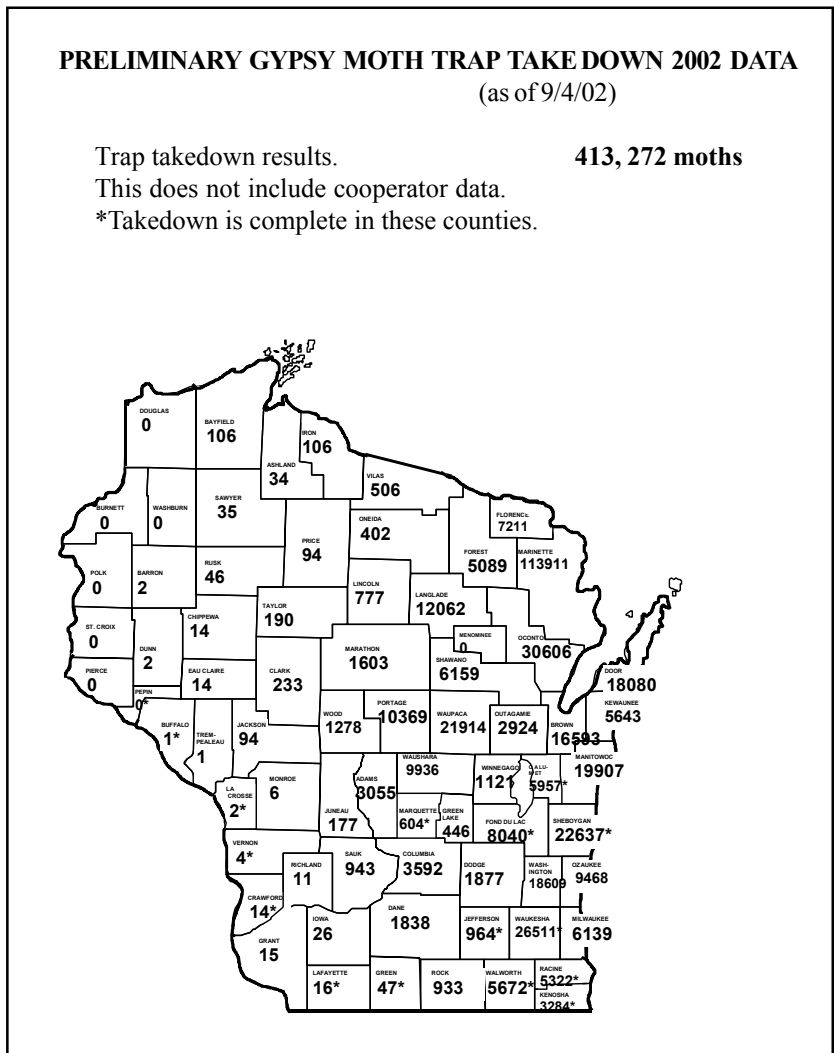 PRELIMINARY GYPSY MOTH TRAP TAKE DOWN 2002 DATA
(as of 9/4/02)
Trap takedown results. 413, 272 moths
This does not include cooperator data.
*Takedown is complete in these counties.
DOUGLAS
0
BAYFIELD
106
IRON
106
ASHLAND
34
VILAS
506
BURNETT
0
WASHBURN
0
SAWYER
35
PRICE
94
ONEIDA
402
FLORENCE
7211
FOREST
5089
MARINETTE
113911
POLK
0
BARRON
2
RUSK
46
LINCOLN
777
LANGLADE
12062
TAYLOR
190
CHIPPEWA
14
ST. CROIX
0
DUNN
2
MENOMINEE
0
OCONTO
30606
MARATHON
1603
SHAWANO
6159
PIERCE
0
EAU CLAIRE
14
CLARK
233
DOOR
18080
PEPIN
0*
KEWAUNEE
5643
BUFFALO
1*
TREM-
PEALEAU
1
JACKSON
94
WOOD
1278
PORTAGE
10369
WAUPACA
21914
OUTAGAMIE
2924
BROWN
16593
MANITOWOC
19907
WAUSHARA
9936
WINNEGAGO
1121
CALU-
MET
5957*
LA
CROSSE
2*
MONROE
6
JUNEAU
177
ADAMS
3055
MARQUETTE
604*
GREEN
LAKE
446
FOND DU LAC
8040*
SHEBOYGAN
22637*
VERNON
4*
RICHLAND
11
SAUK
943
COLUMBIA
3592
DODGE
1877
WASH-
INGTON
18609
OZAUKEE
9468
CRAWFORD
14*
GRANT
15
IOWA
26
DANE
1838
JEFFERSON
964*
WAUKESHA
26511*
MILWAUKEE
6139
LAFAYETTE
16*
GREEN
47*
ROCK
933
WALWORTH
5672*
RACINE
5322*
KENOSHA
3284*